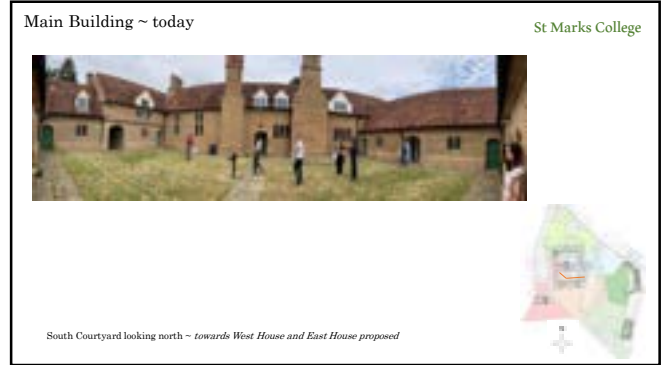 Main Building ~ today
St Marks College
South Courtyard looking north ~ towards West House and East House proposed